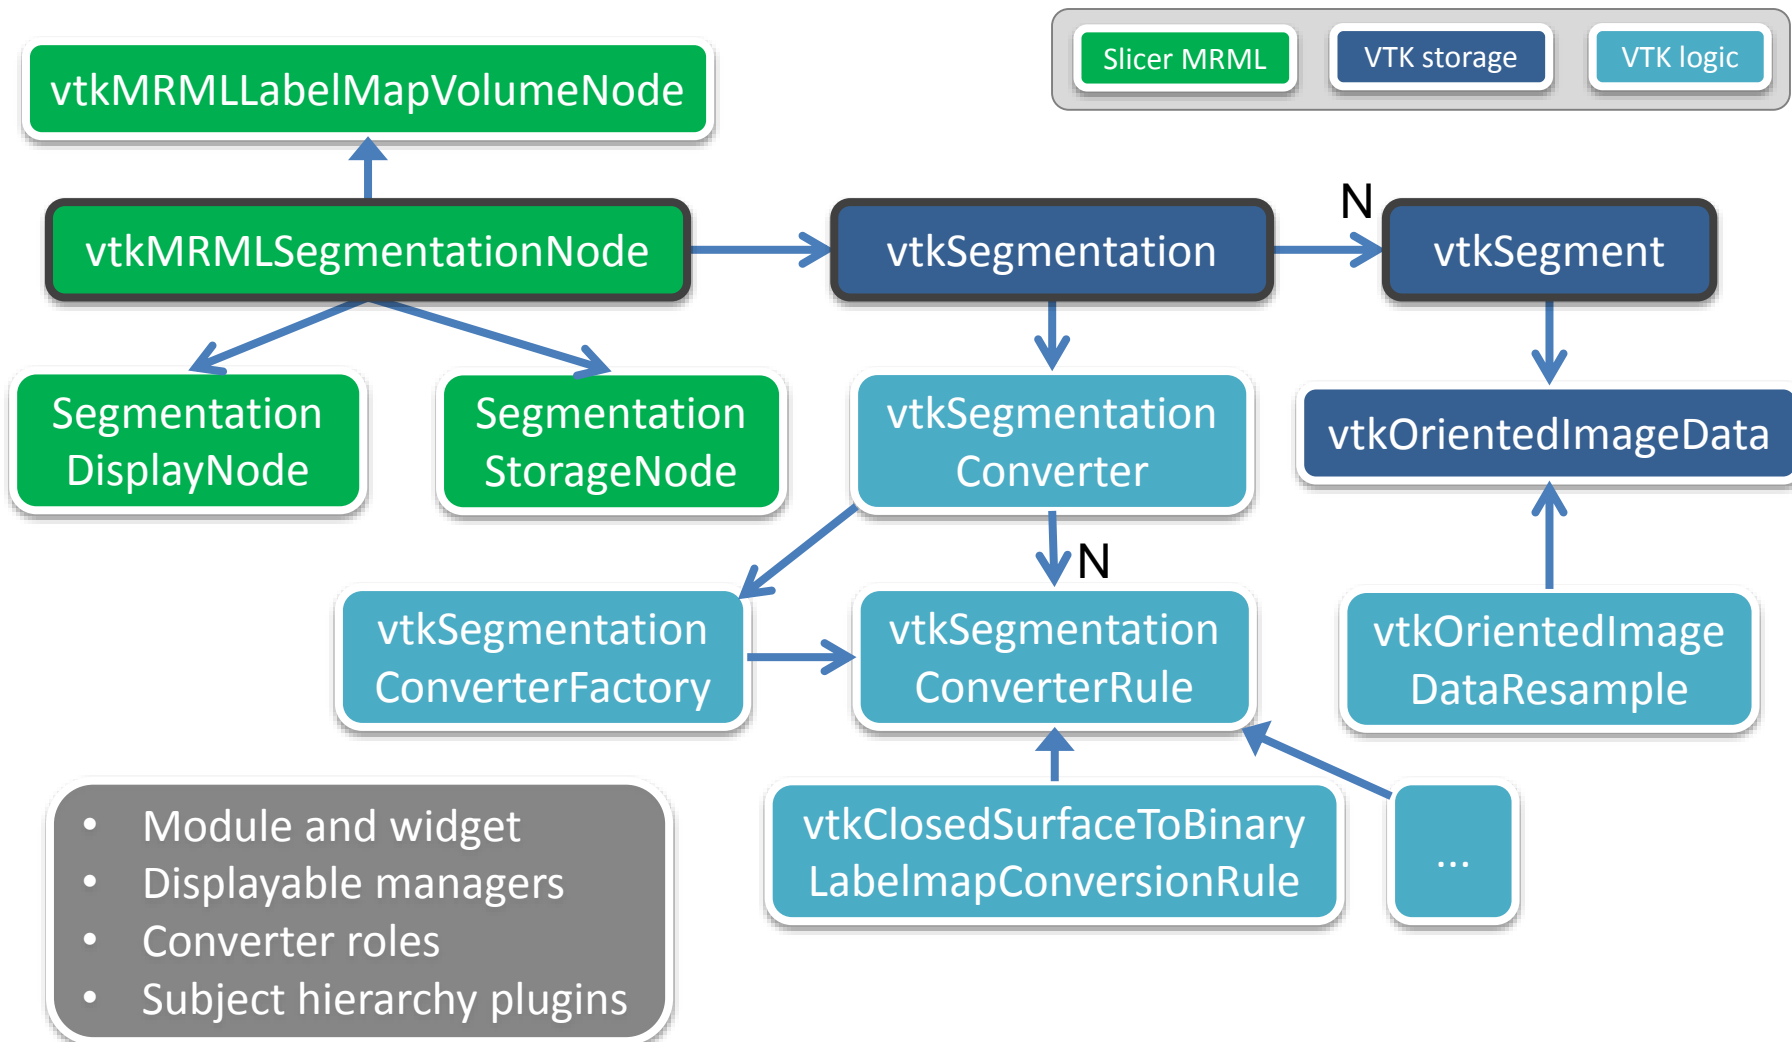 Slicer MRML
VTK storage
VTK logic
vtkMRMLLabelMapVolumeNode
vtkMRMLSegmentationNode
vtkSegmentation
N
vtkSegment
Segmentation
DisplayNode
Segmentation
StorageNode
vtkSegmentation
Converter
vtkOrientedImageData
N
vtkSegmentation
ConverterFactory
vtkSegmentation
ConverterRule
vtkOrientedImage
DataResample
vtkClosedSurfaceToBinary
LabelmapConversionRule
...
• Module and widget
• Displayable managers
• Converter roles
• Subject hierarchy plugins